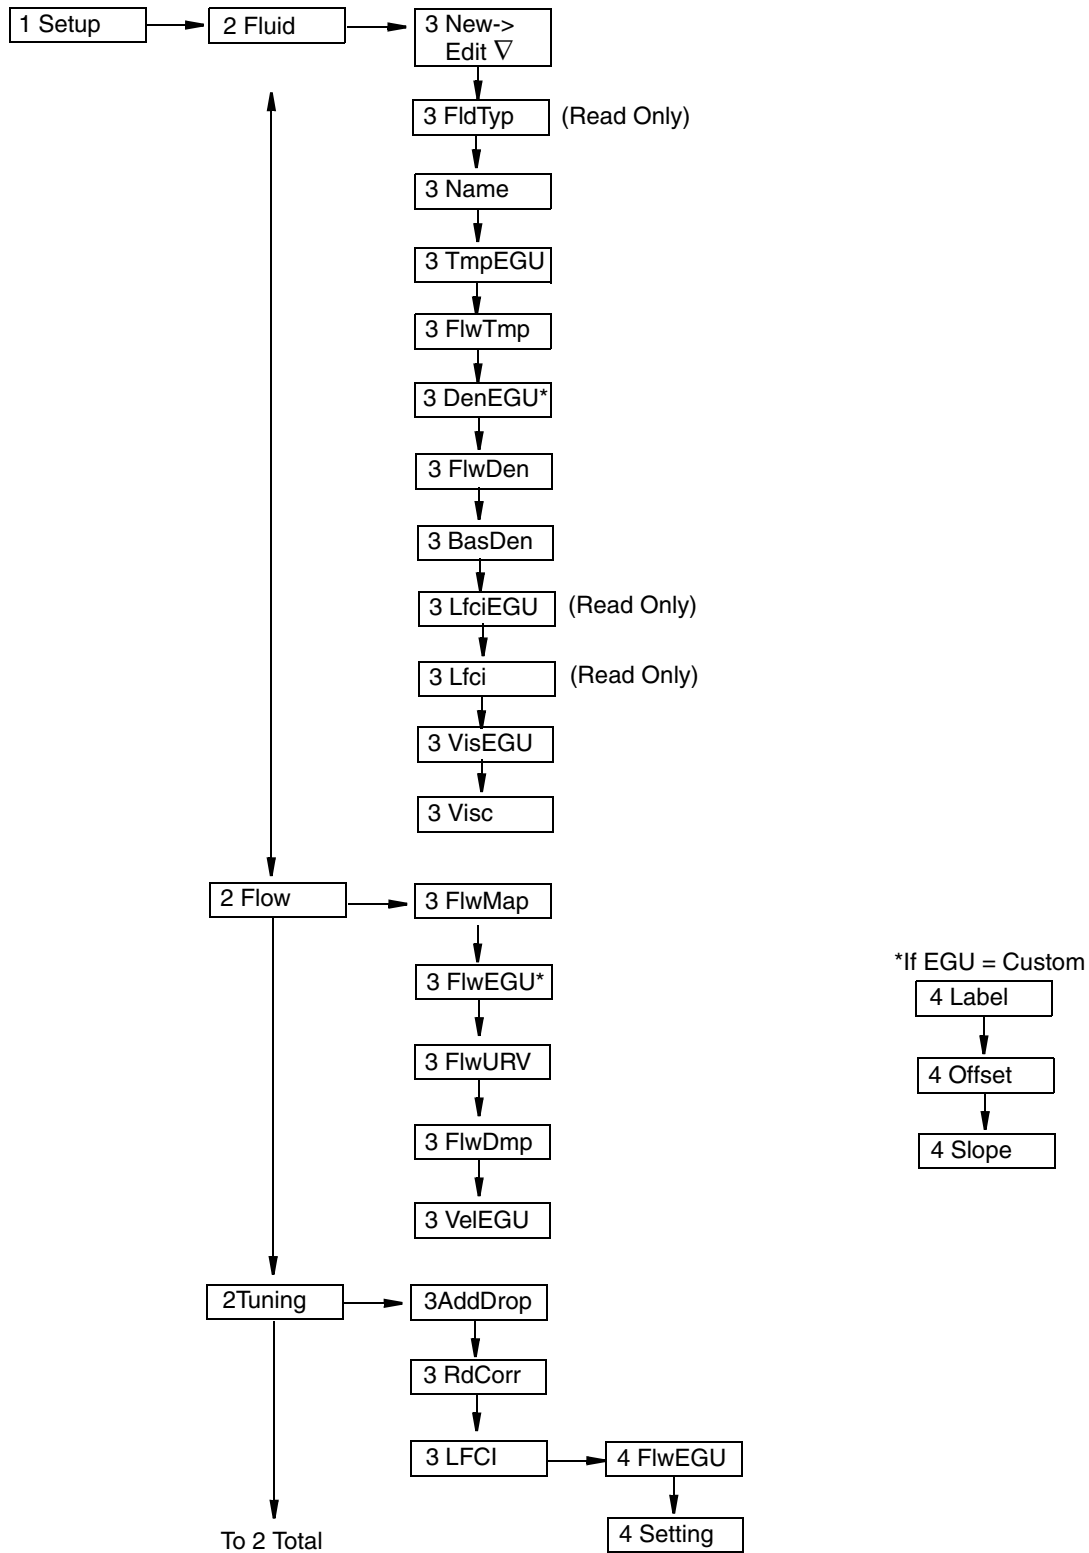 1 Setup
2 Fluid
3 New->
Edit ∇
3 FldTyp
(Read Only)
3 Name
3 TmpEGU
3 FlwTmp
3 DenEGU*
3 FlwDen
3 BasDen
3 LfciEGU
(Read Only)
3 Lfci
(Read Only)
3 VisEGU
3 Visc
2 Flow
3 FlwMap
3 FlwEGU*
3 FlwURV
3 FlwDmp
3 VelEGU
*If EGU = Custom
4 Label
4 Offset
4 Slope
2Tuning
3AddDrop
3 RdCorr
3 LFCI
4 FlwEGU
4 Setting
To 2 Total